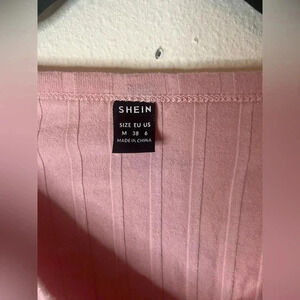 SHEIN
SIZE EU US
M 38 6
MADE IN CHINA